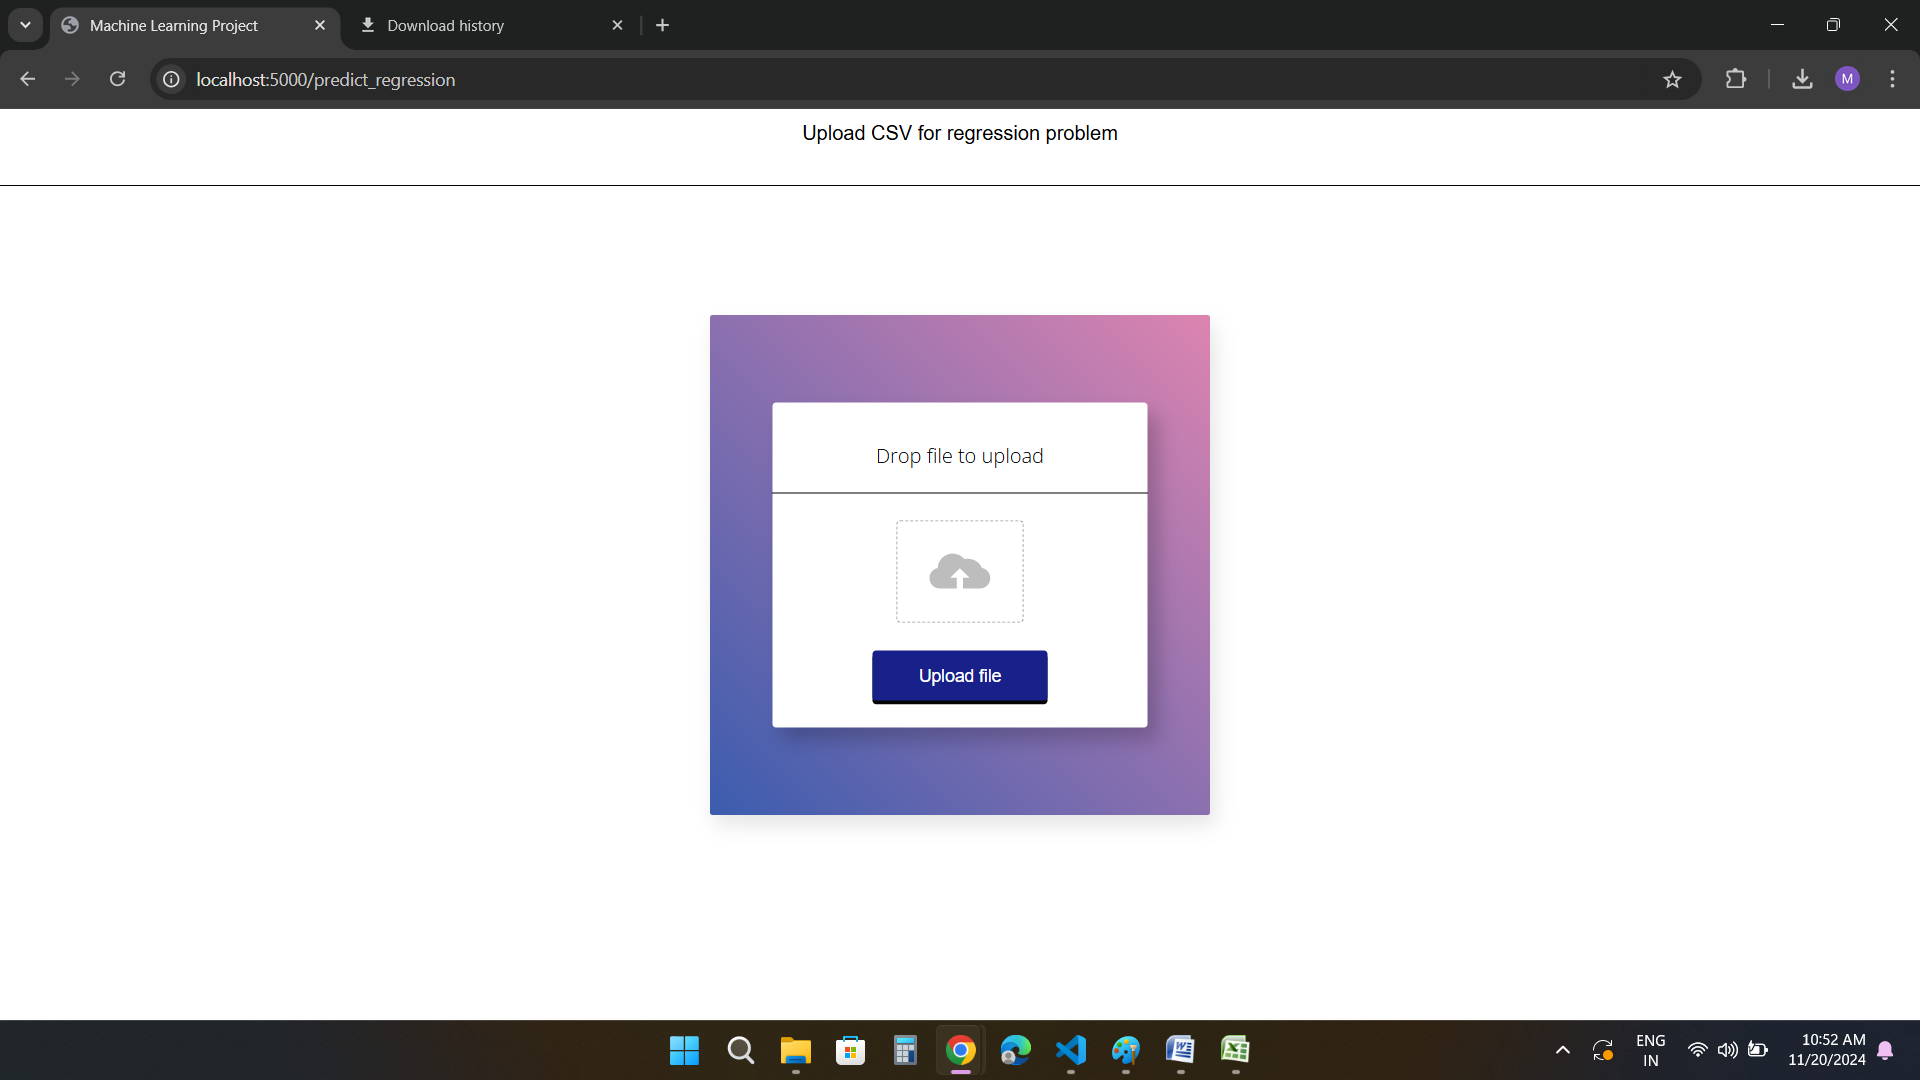 Machine Learning Project
Download history
localhost:5000/predict_regression
M
Upload CSV for regression problem
Drop file to upload
Upload file
ENG
IN
10:52 AM
11/20/2024